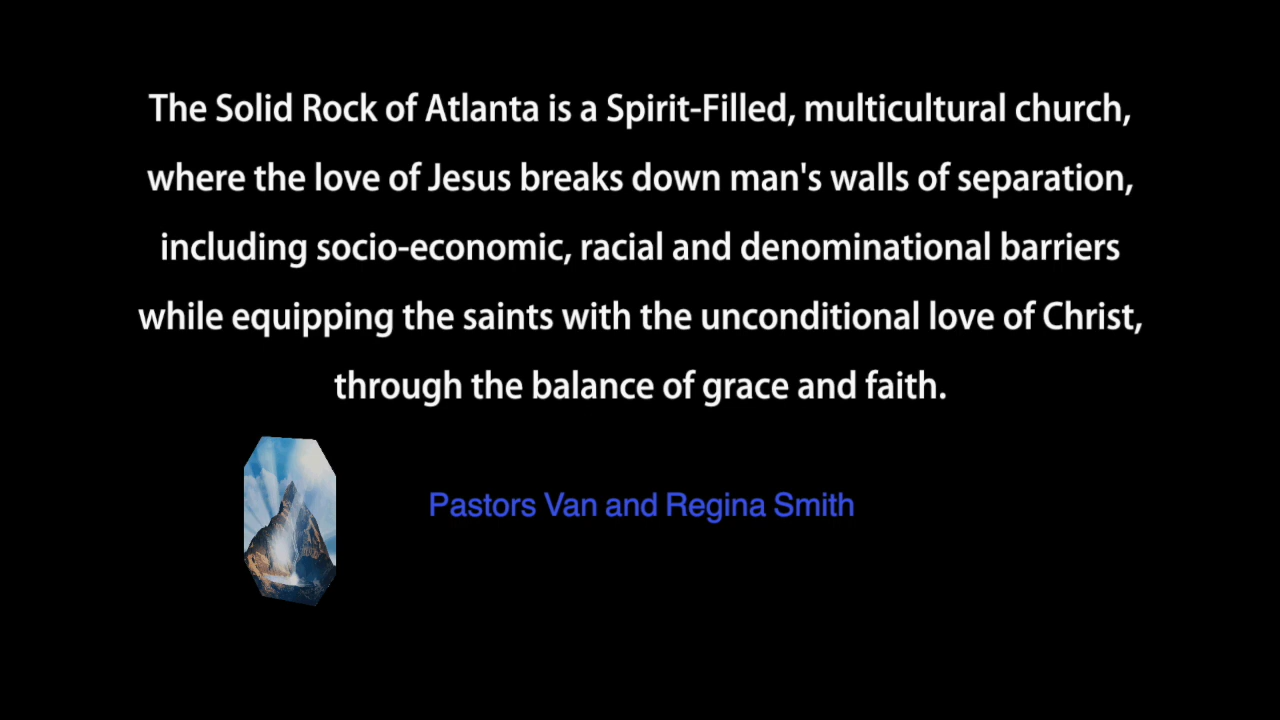 The Solid Rock of Atlanta is a Spirit-Filled, multicultural church,
where the love of Jesus breaks down man's walls of separation,
including socio-economic, racial and denominational barriers
while equipping the saints with the unconditional love of Christ,
through the balance of grace and faith.
Pastors Van and Regina Smith